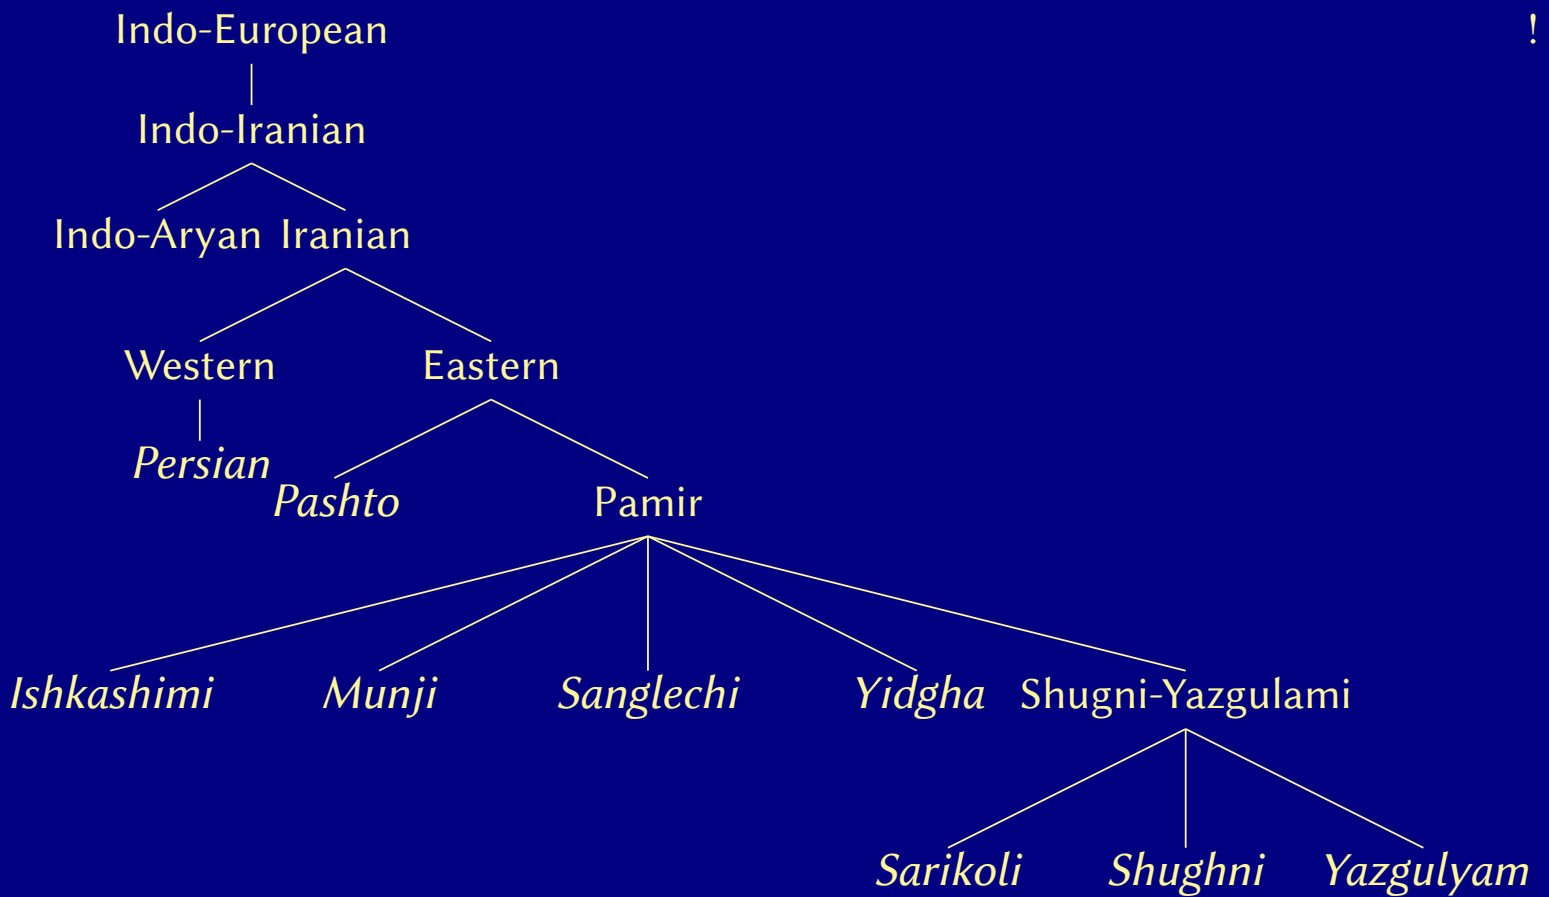 Indo-European !
Indo-Iranian
Indo-Aryan Iranian
Western Eastern
Persian
Pashto Pamir
Ishkashimi Munji Sanglechi Yidgha Shugni-Yazgulami
Sarikoli Shughni Yazgulyam